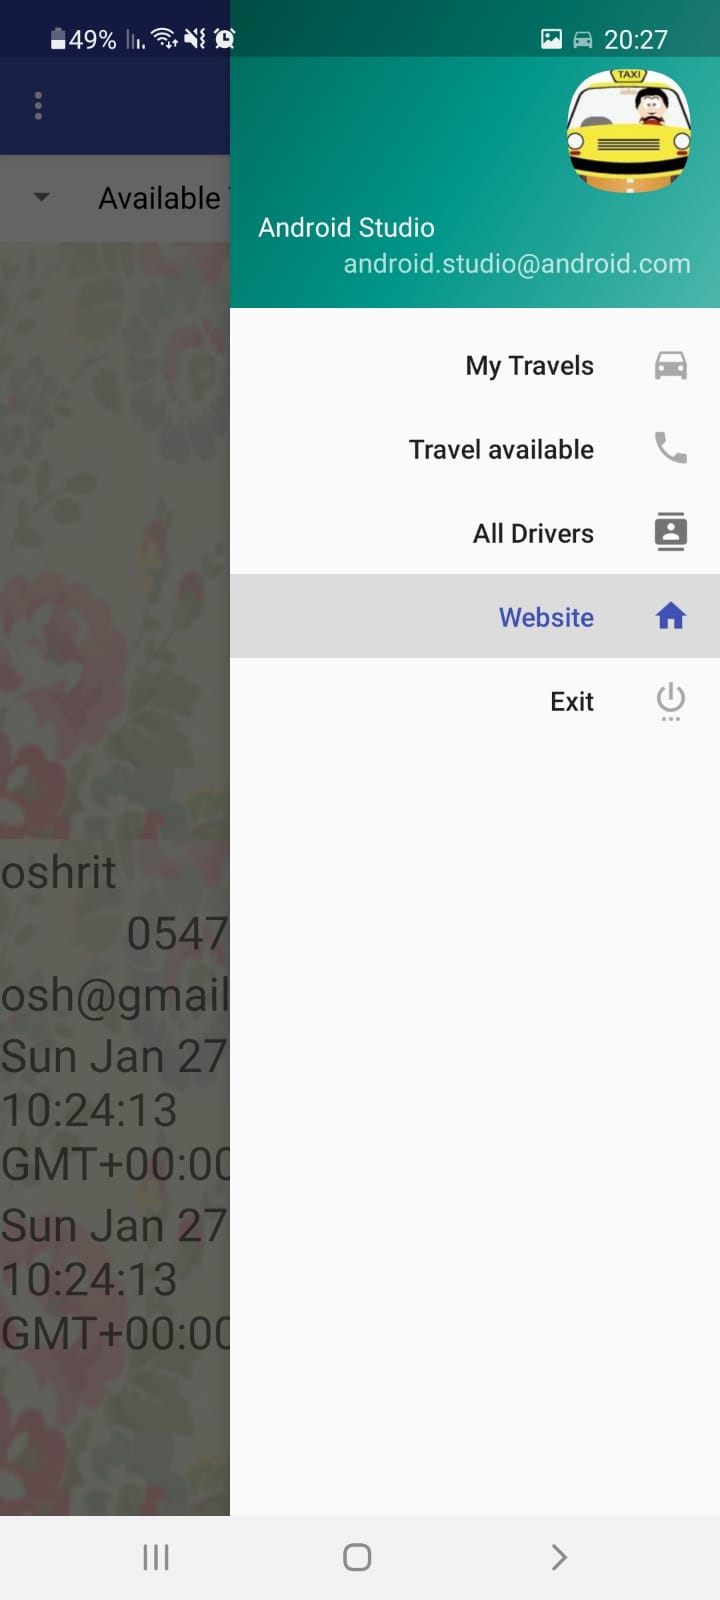 49%
20:27
TAXI
Android Studio
android.studio@android.com
Available
My Travels
Travel available
All Drivers
Website
Exit
oshrit
0547
osh@gmail
Sun Jan 27
10:24:13
GMT+00:00
Sun Jan 27
10:24:13
GMT+00:00